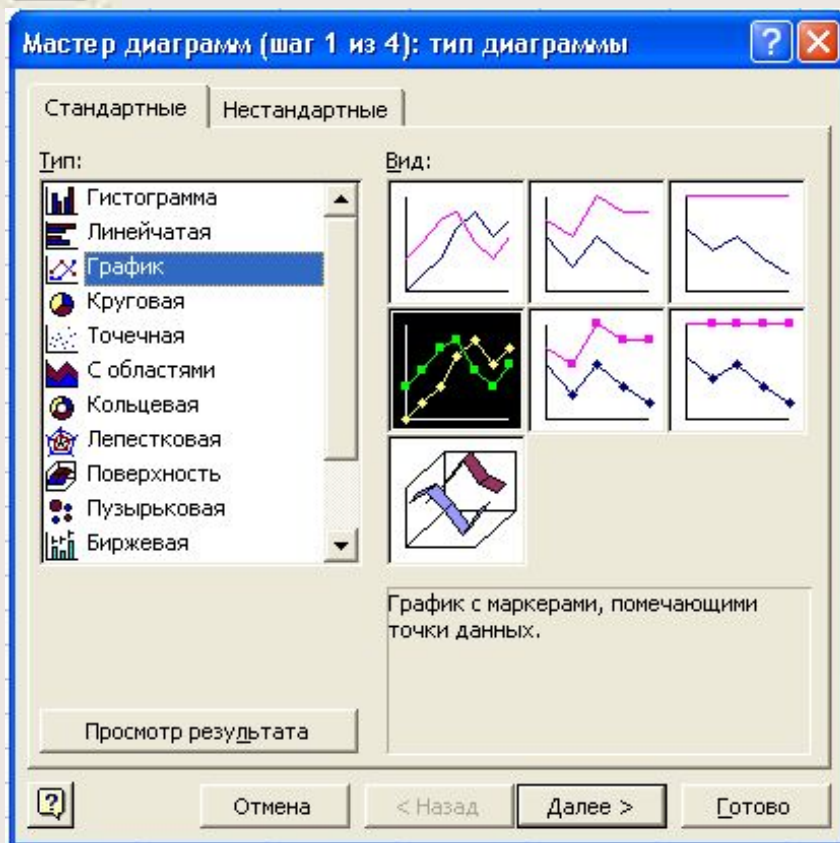 Мастер диаграмм (шаг 1 из 4): тип диаграммы
Стандартные
Нестандартные
Тип:
Вид:
Гистограмма
Линейчатая
График
Круговая
Точечная
С областями
Кольцевая
Лепестковая
Поверхность
Пузырьковая
Биржевая
График с маркерами, помечающими
точки данных.
Просмотр результата
Отмена
< Назад
Далее >
Готово